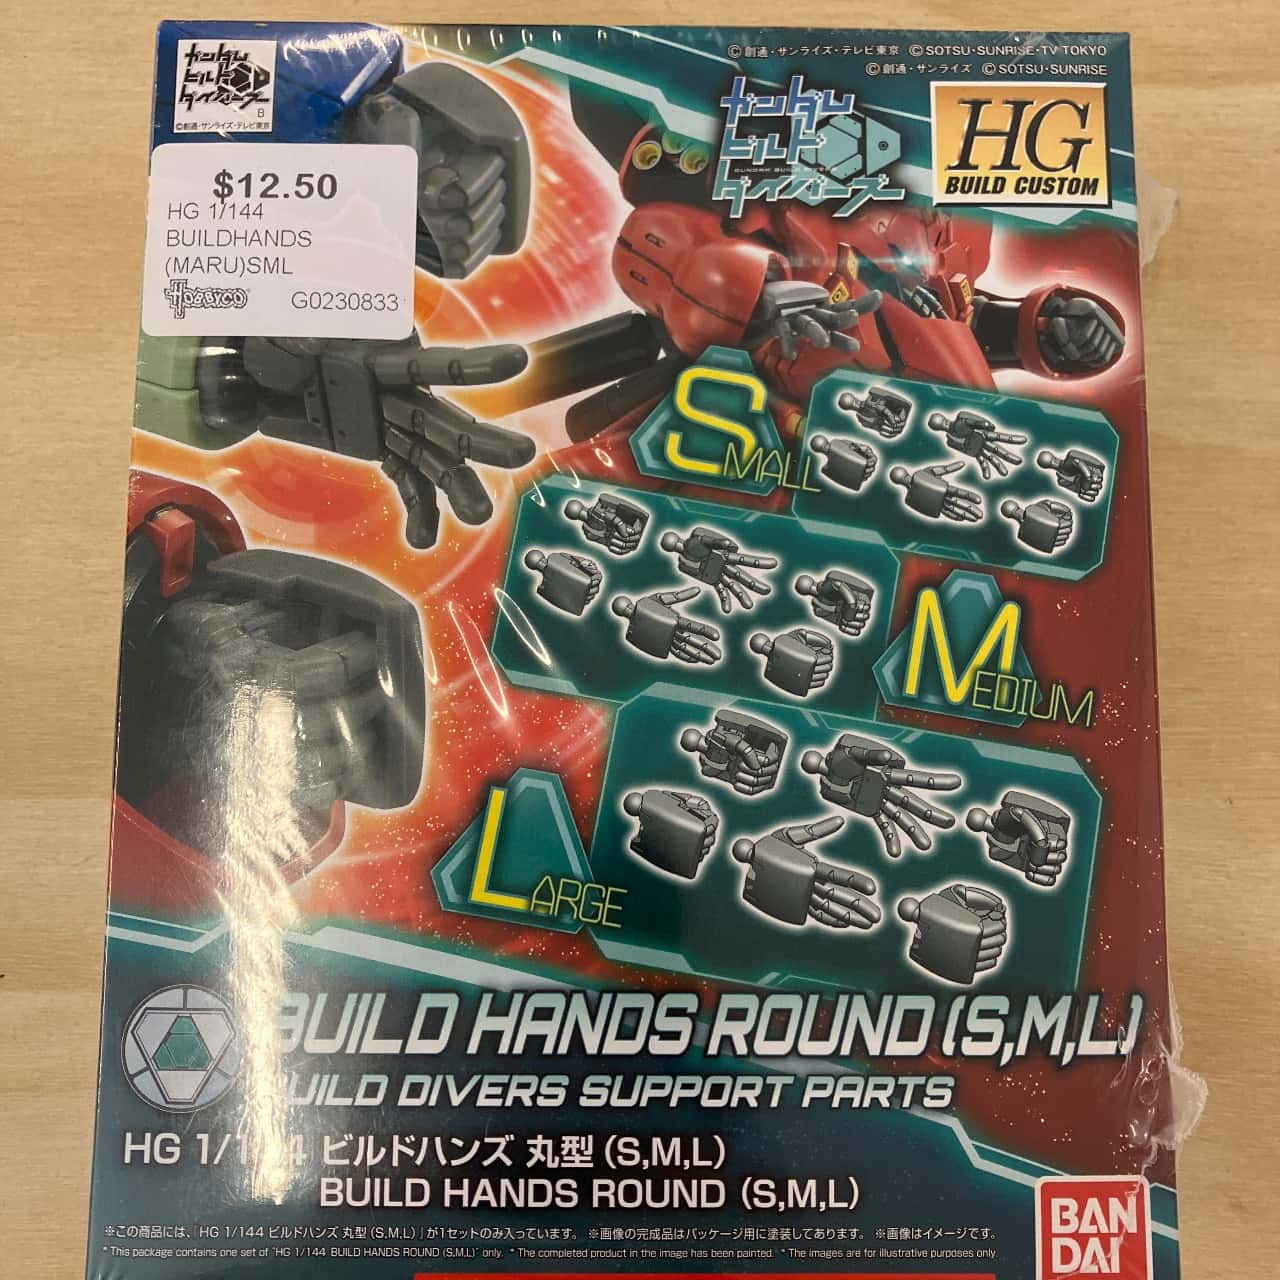 ガンダム
ビルド
ダイバーズ
B
©創通・サンライズ・テレビ東京
©創通・サンライズ・テレビ東京 ©SOTSU・SUNRISE・TV TOKYO
©創通・サンライズ ©SOTSU・SUNRISE
ガンダム
ビルド
GUNDAM BUILD DIVERS
ダイバーズ
HG
BUILD CUSTOM
$12.50
HG 1/144
BUILDHANDS
(MARU)SML
HOBBYCO G0230833
SMALL
MEDIUM
LARGE
BUILD HANDS ROUND (S,M,L)
BUILD DIVERS SUPPORT PARTS
HG 1/144 ビルドハンズ 丸型 (S,M,L)
BUILD HANDS ROUND (S,M,L)
※この商品には、「HG 1/144 ビルドハンズ 丸型 (S,M,L)」が1セットのみ入っています。 ※画像の完成品はパッケージ用に塗装してあります。 ※画像はイメージです。
* This package contains one set of "HG 1/144 BUILD HANDS ROUND (S,M,L)" only. * The completed product in the image has been painted. * The images are for illustrative purposes only.
BAN
DAI